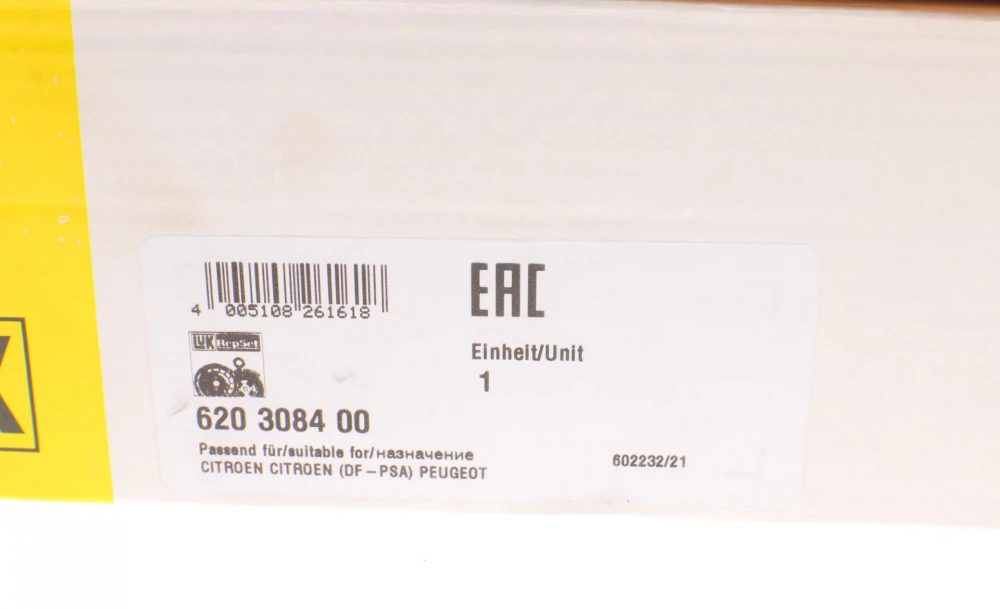 EAC
4 005108 261618
LuK RepSet
Einheit/Unit
1
620 3084 00
Passend für/suitable for/назначение
CITROEN CITROEN (DF-PSA) PEUGEOT
602232/21
K